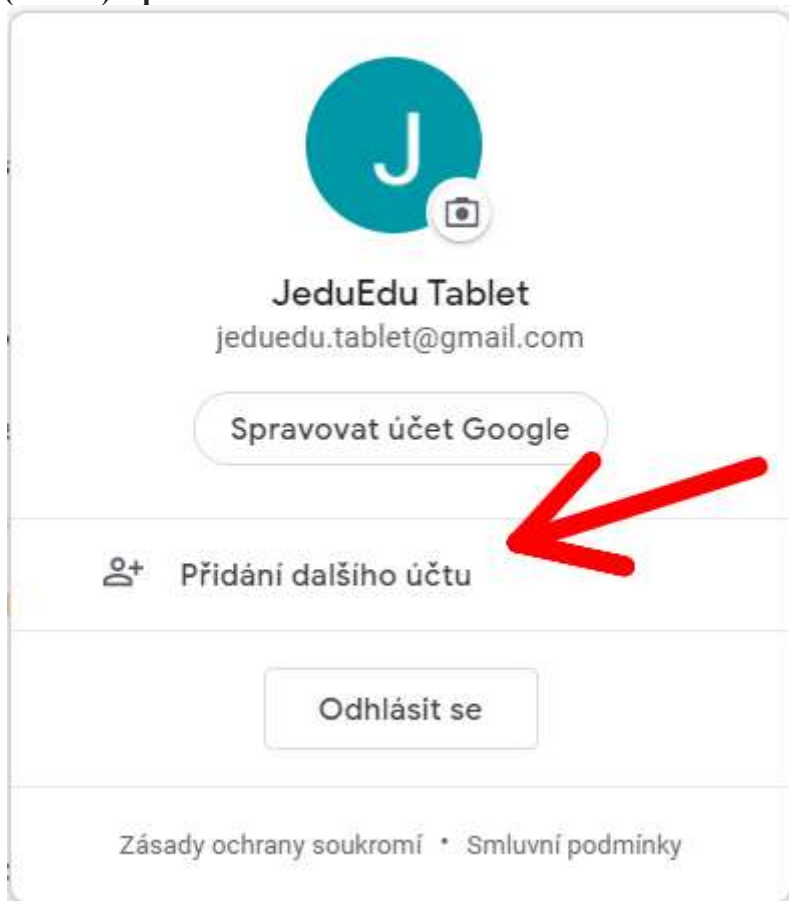 J
JeduEdu Tablet
jeduedu.tablet@gmail.com
Spravovat účet Google
Přidání dalšího účtu
Odhlásit se
Zásady ochrany soukromí • Smluvní podmínky